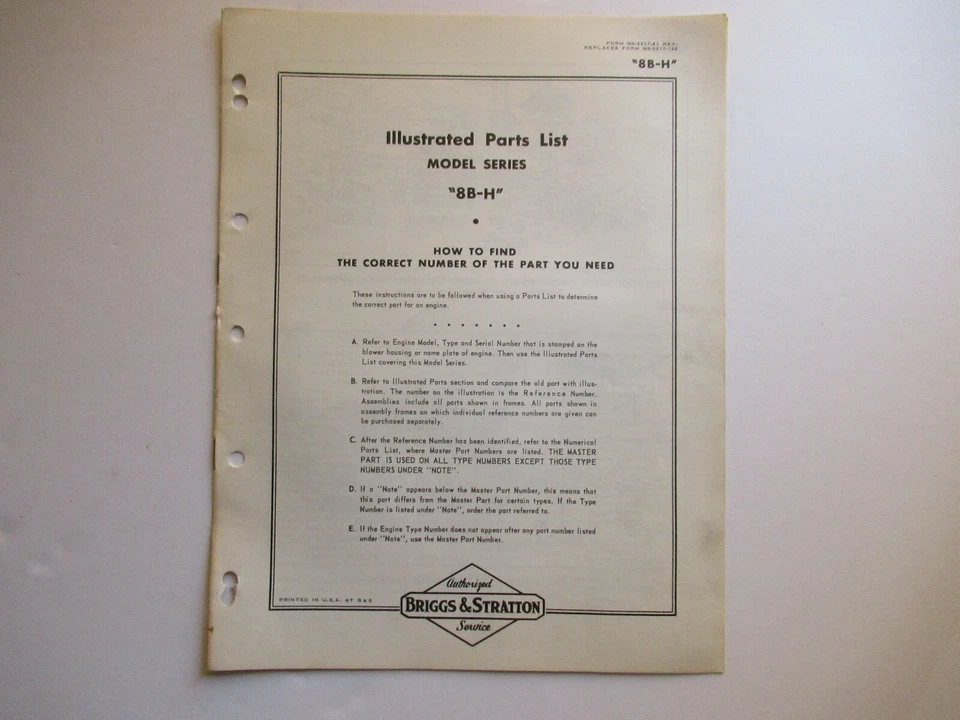 "8B-H"
Illustrated Parts List
MODEL SERIES
"8B-H"
HOW TO FIND
THE CORRECT NUMBER OF THE PART YOU NEED
These instructions are to be followed when using a Parts List to determine
the correct part for an engine.
A. Refer to Engine Model, Type and Serial Number that is stamped on the
blower housing or name plate of engine. Then use the Illustrated Parts
List covering this Model Series.
B. Refer to Illustrated Parts section and compare the old part with illus-
tration. The number on the illustration is the Reference Number.
Assemblies include all parts shown in frames. All parts shown in
assembly frames on which individual reference numbers are given can
be purchased separately.
C. After the Reference Number has been identified, refer to the Numerical
Parts List, where Master Part Numbers are listed. THE MASTER
PART IS USED ON ALL TYPE NUMBERS EXCEPT THOSE TYPE
NUMBERS UNDER "NOTE".
D. If a "Note" appears below the Master Part Number, this means that
this part differs from the Master Part for certain types. If the Type
Number is listed under "Note", order the part referred to.
E. If the Engine Type Number does not appear after any part number listed
under "Note", use the Master Part Number.
PRINTED IN U.S.A. AT B & S
Authorized
BRIGGS & STRATTON
Service